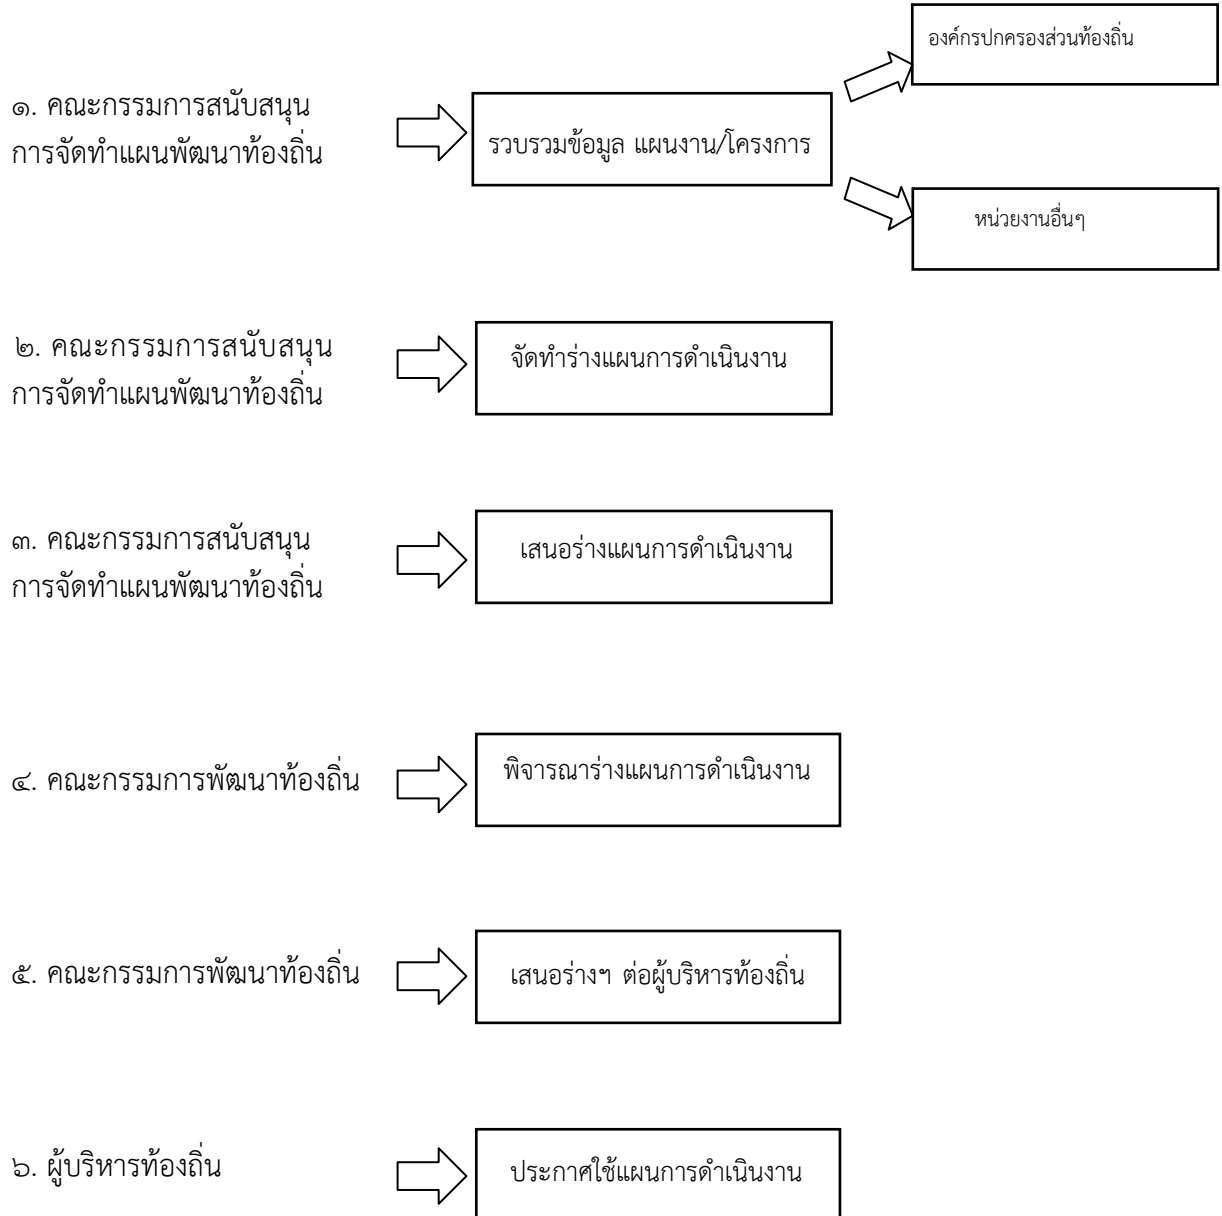 องค์กรปกครองส่วนท้องถิ่น
๑. คณะกรรมการสนับสนุน
การจัดทำแผนพัฒนาท้องถิ่น
รวบรวมข้อมูล แผนงาน/โครงการ
หน่วยงานอื่นๆ
๒. คณะกรรมการสนับสนุน
การจัดทำแผนพัฒนาท้องถิ่น
จัดทำร่างแผนการดำเนินงาน
๓. คณะกรรมการสนับสนุน
การจัดทำแผนพัฒนาท้องถิ่น
เสนอร่างแผนการดำเนินงาน
๔. คณะกรรมการพัฒนาท้องถิ่น
พิจารณาร่างแผนการดำเนินงาน
๕. คณะกรรมการพัฒนาท้องถิ่น
เสนอร่างฯ ต่อผู้บริหารท้องถิ่น
๖. ผู้บริหารท้องถิ่น
ประกาศใช้แผนการดำเนินงาน